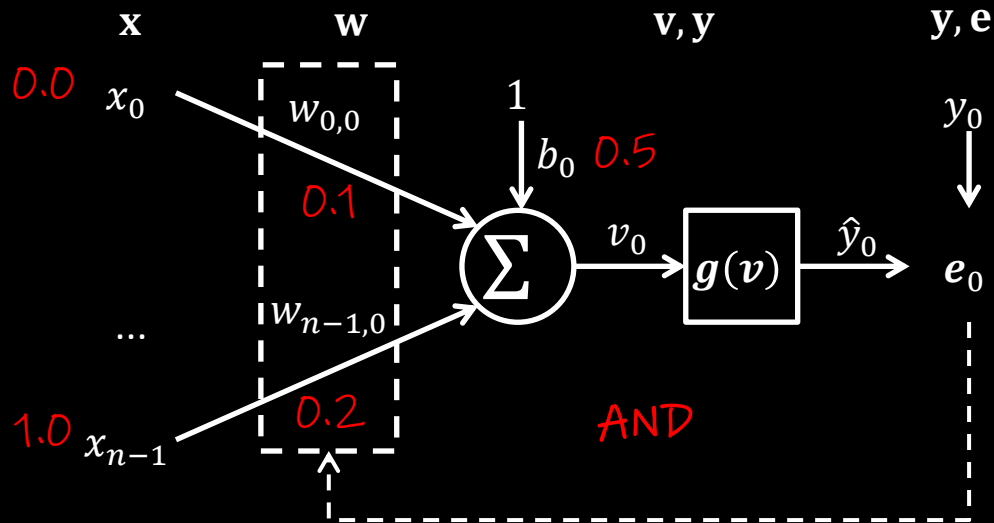 x w v, y y, e
0.0 x₀ w₀,₀ 1 y₀
0.1 b₀ 0.5
∑ v₀ g(v) ŷ₀ e₀
... wₙ₋₁,₀
1.0 xₙ₋₁ 0.2 AND